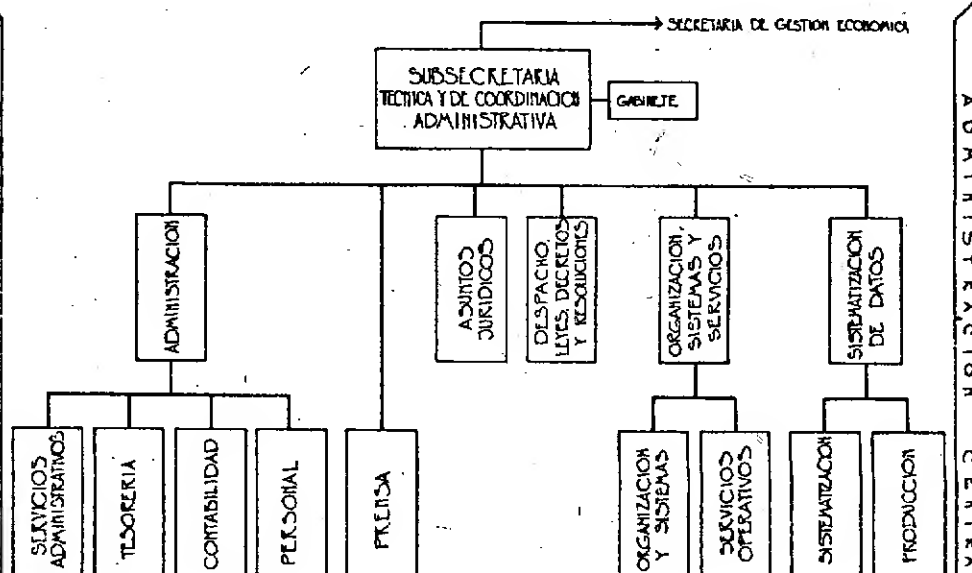 SECRETARIA DE GESTION ECONOMICA
SUBSECRETARIA
TECNICA Y DE COORDINACION
ADMINISTRATIVA
GABINETE
ADMINISTRACION
ASUNTOS
JURIDICOS
DESPACHO,
LEYES, DECRETOS
Y RESOLUCIONES
ORGANIZACION,
SISTEMAS Y
SERVICIOS
SISTEMATIZACION
DE DATOS
SERVICIOS
ADMINISTRATIVOS
TESORERIA
CONTABILIDAD
PERSONAL
PRENSA
ORGANIZACION
Y SISTEMAS
SERVICIOS
OPERATIVOS
SISTEMATIZACION
PRODUCCION
ADMINISTRACION CENTRA